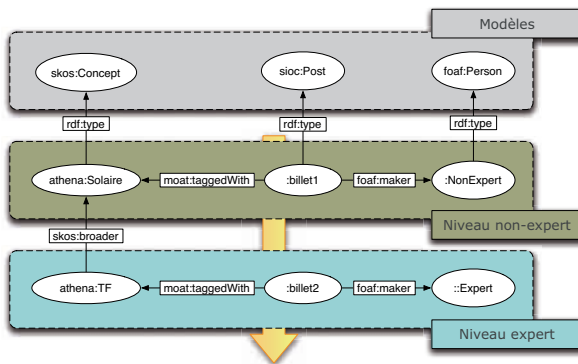 Modèles
skos:Concept
sioc:Post
foaf:Person
rdf:type
rdf:type
rdf:type
athena:Solaire
moat:taggedWith
:billet1
foaf:maker
:NonExpert
Niveau non-expert
skos:broader
athena:TF
moat:taggedWith
:billet2
foaf:maker
::Expert
Niveau expert